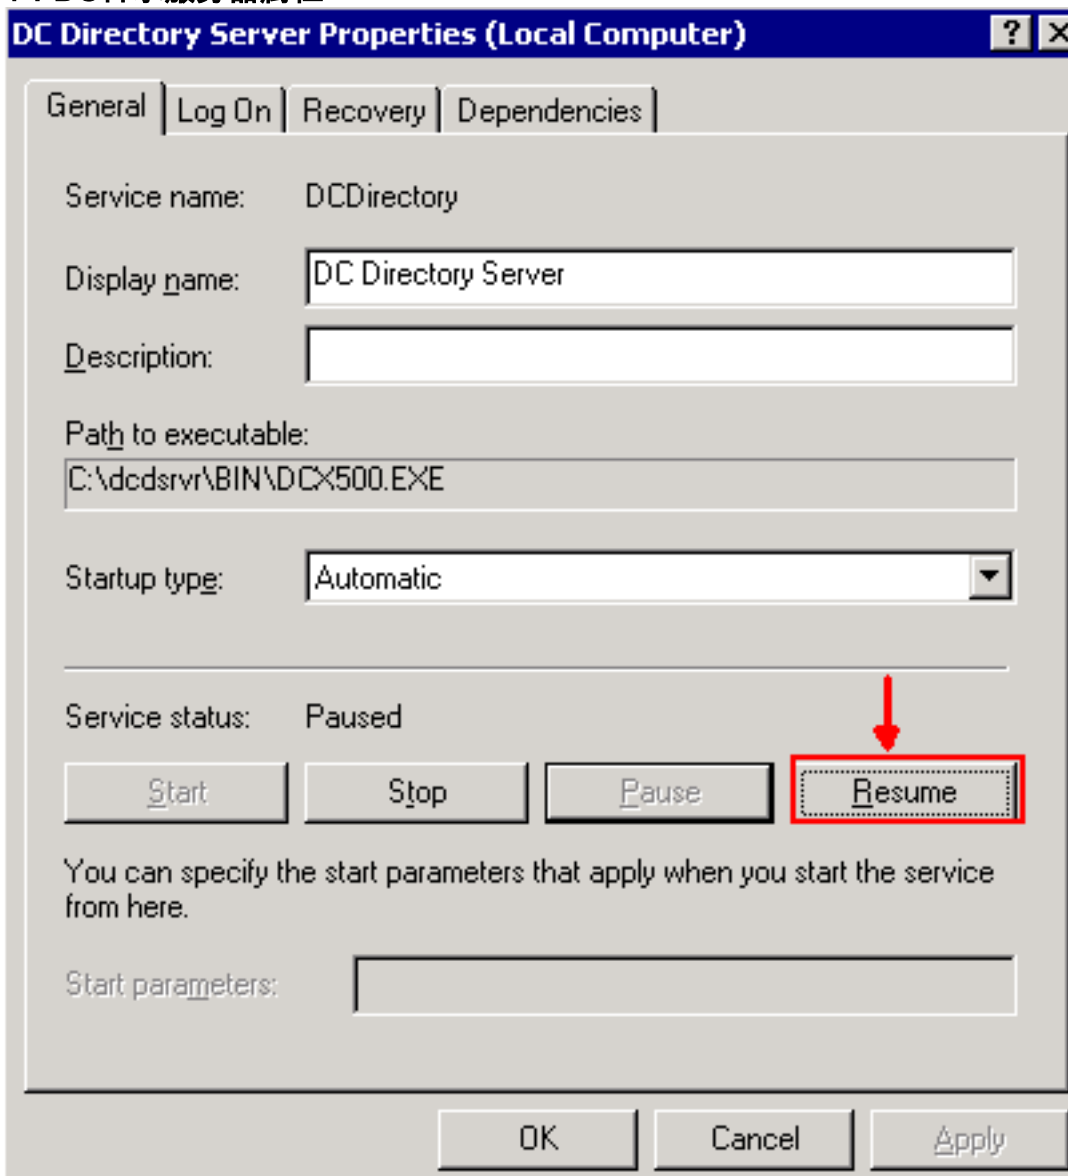 DC Directory Server Properties (Local Computer)
General Log On Recovery Dependencies
Service name: DCDirectory
Display name: DC Directory Server
Description:
Path to executable:
C:\dcdsrvr\BIN\DCX500.EXE
Startup type: Automatic
Service status: Paused
Start Stop Pause Resume
You can specify the start parameters that apply when you start the service
from here.
Start parameters:
OK Cancel Apply